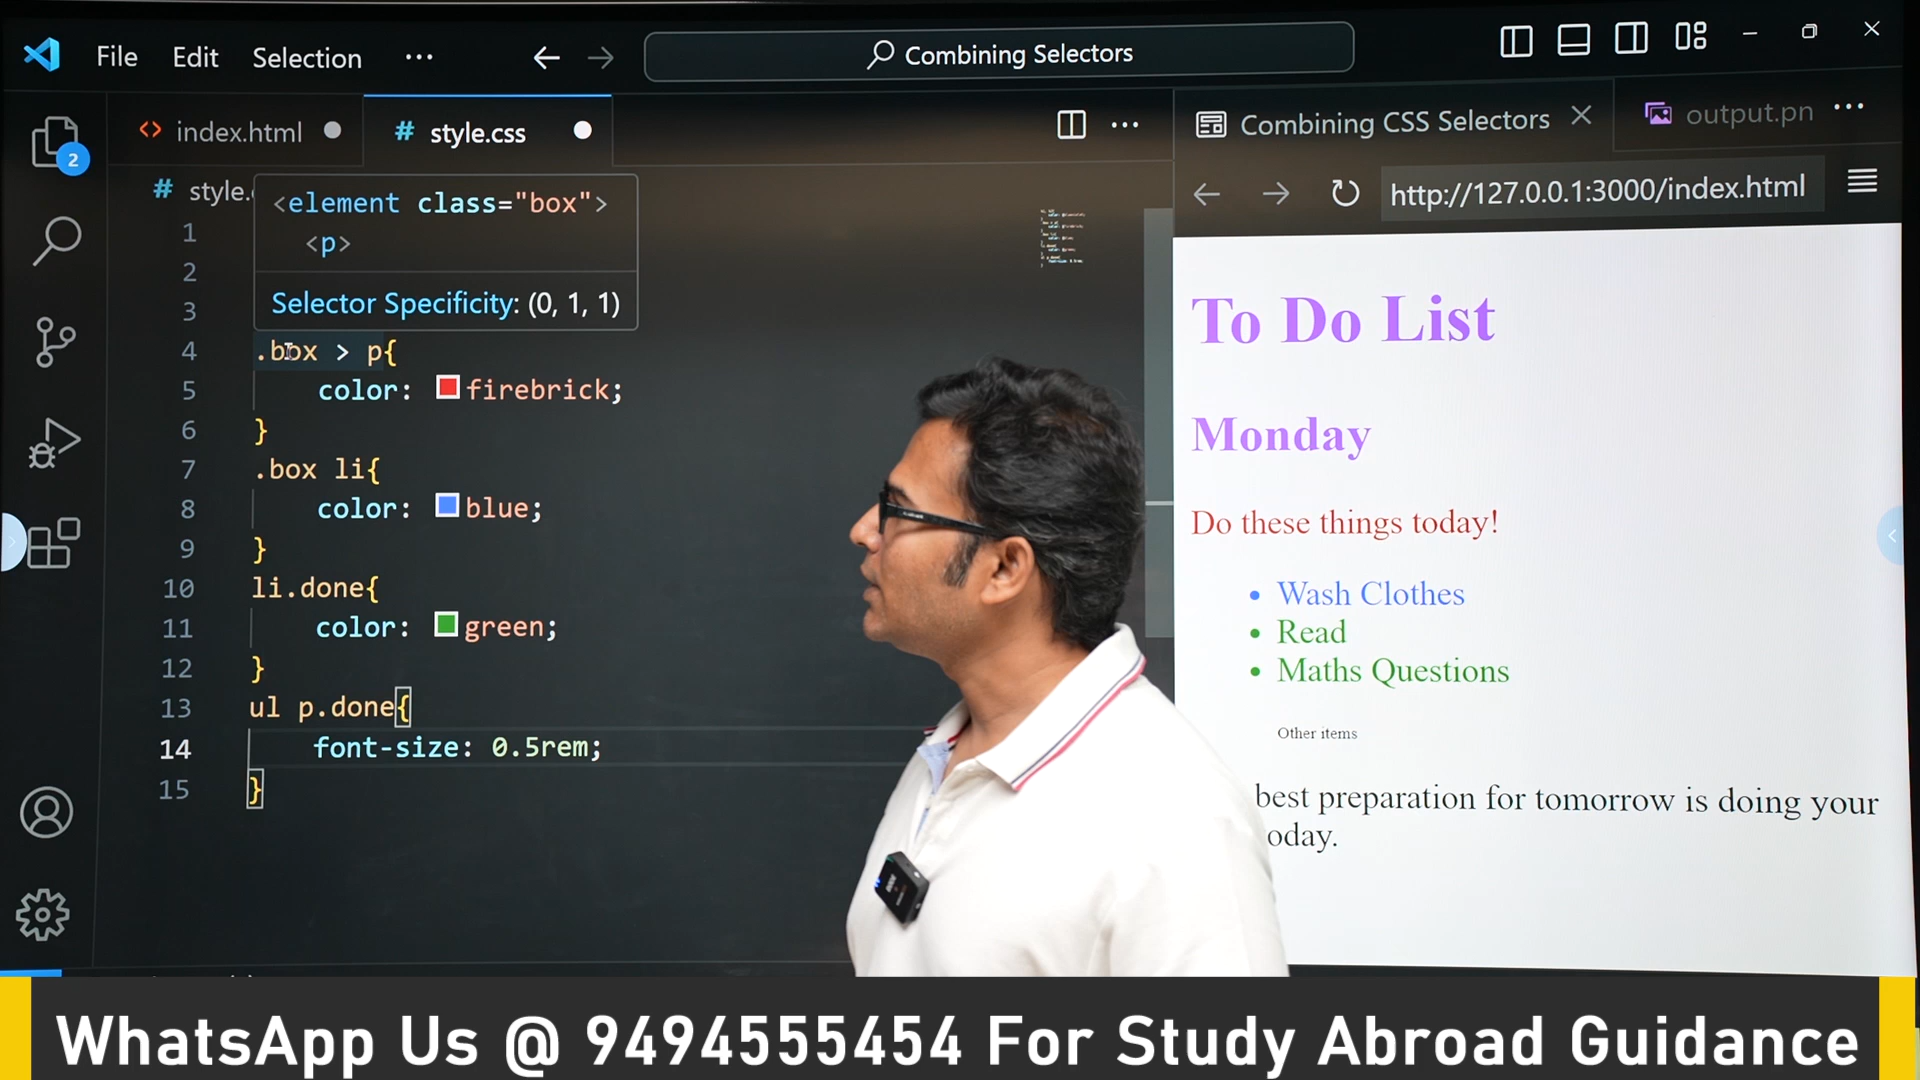 File Edit Selection ···
Combining Selectors
index.html
# style.css
Combining CSS Selectors
output.pn ···
# style.
http://127.0.0.1:3000/index.html
<element class="box">
<p>
Selector Specificity: (0, 1, 1)
1
2
3
4 .box > p{
5 color: firebrick;
6 }
7 .box li{
8 color: blue;
9 }
10 li.done{
11 color: green;
12 }
13 ul p.done{
14 font-size: 0.5rem;
15 }
2
To Do List
Monday
Do these things today!
• Wash Clothes
• Read
• Maths Questions
Other items
best preparation for tomorrow is doing your
oday.
WhatsApp Us @ 9494555454 For Study Abroad Guidance